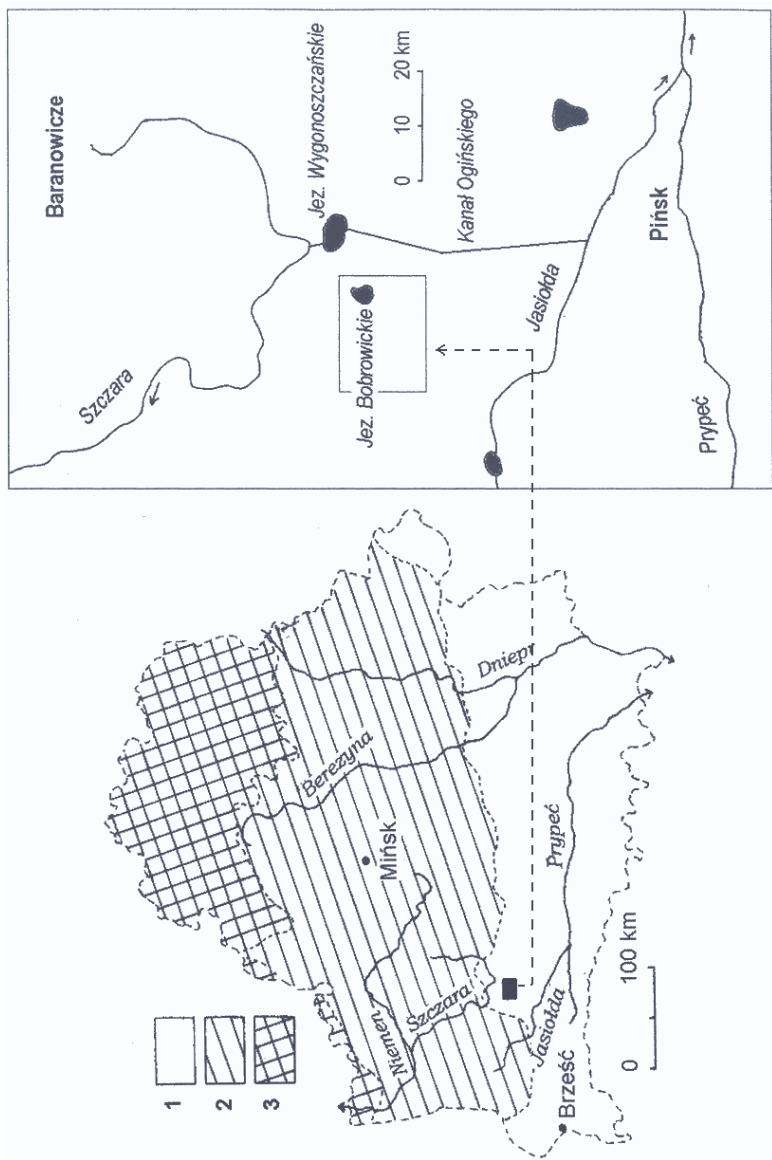 1
2
3
Niemen
Szczara
Mińsk
Berezyna
Dniepr
Prypeć
Jasiołda
Brześć
0 100 km
Baranowicze
Szczara
Jez. Wygonoszczańskie
Jez. Bobrowickie
0 10 20 km
Kanał Ogińskiego
Jasiołda
Pińsk
Prypeć